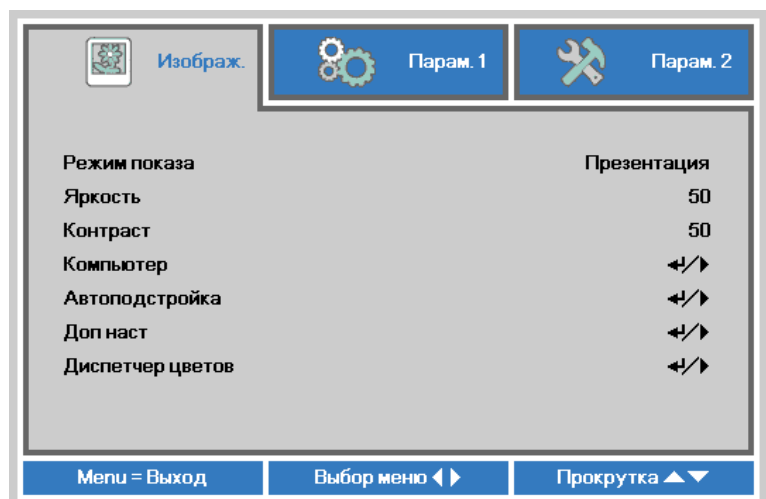 Изображ. Парам. 1 Парам. 2
Режим показа Презентация
Яркость 50
Контраст 50
Компьютер ↵/▶
Автоподстройка ↵/▶
Доп наст ↵/▶
Диспетчер цветов ↵/▶
Menu = Выход Выбор меню ◀ ▶ Прокрутка ▲ ▼